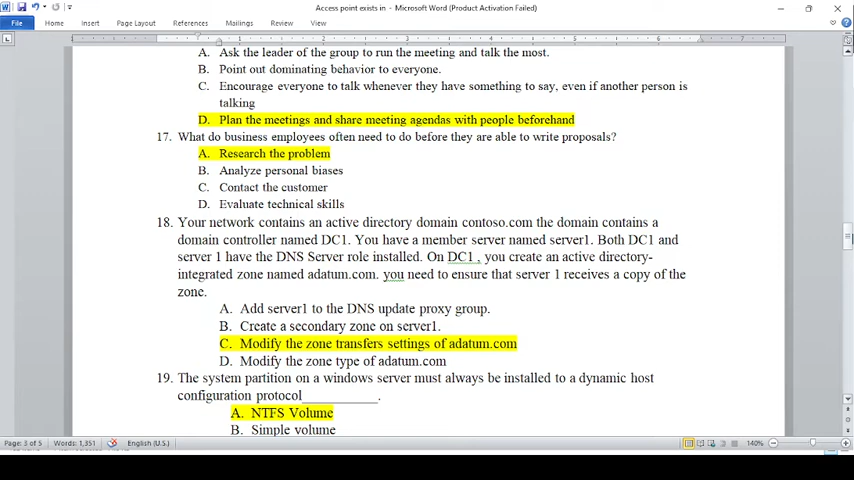 Access point exists in - Microsoft Word (Product Activation Failed)
File Home Insert Page Layout References Mailings Review View
A. Ask the leader of the group to run the meeting and talk the most.
B. Point out dominating behavior to everyone.
C. Encourage everyone to talk whenever they have something to say, even if another person is
talking
D. Plan the meetings and share meeting agendas with people beforehand
17. What do business employees often need to do before they are able to write proposals?
A. Research the problem
B. Analyze personal biases
C. Contact the customer
D. Evaluate technical skills
18. Your network contains an active directory domain contoso.com the domain contains a
domain controller named DC1. You have a member server named server1. Both DC1 and
server 1 have the DNS Server role installed. On DC1 , you create an active directory-
integrated zone named adatum.com. you need to ensure that server 1 receives a copy of the
zone.
A. Add server1 to the DNS update proxy group.
B. Create a secondary zone on server1.
C. Modify the zone transfers settings of adatum.com
D. Modify the zone type of adatum.com
19. The system partition on a windows server must always be installed to a dynamic host
configuration protocol___________.
A. NTFS Volume
B. Simple volume
Page: 3 of 5 Words: 1,351 English (U.S.) 140%